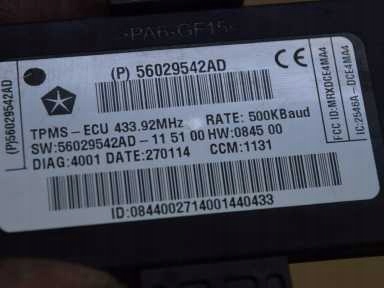 >PA6-GF15<
(P) 56029542AD
(P)56029542AD
TPMS-ECU 433.92MHz RATE: 500KBaud
SW:56029542AD-11 51 00 HW:0845 00
DIAG:4001 DATE:270114 CCM:1131
ID:0844002714001440433
CE
FCC ID:MRXDCE4MA4
IC:2546A-DCE4MA4